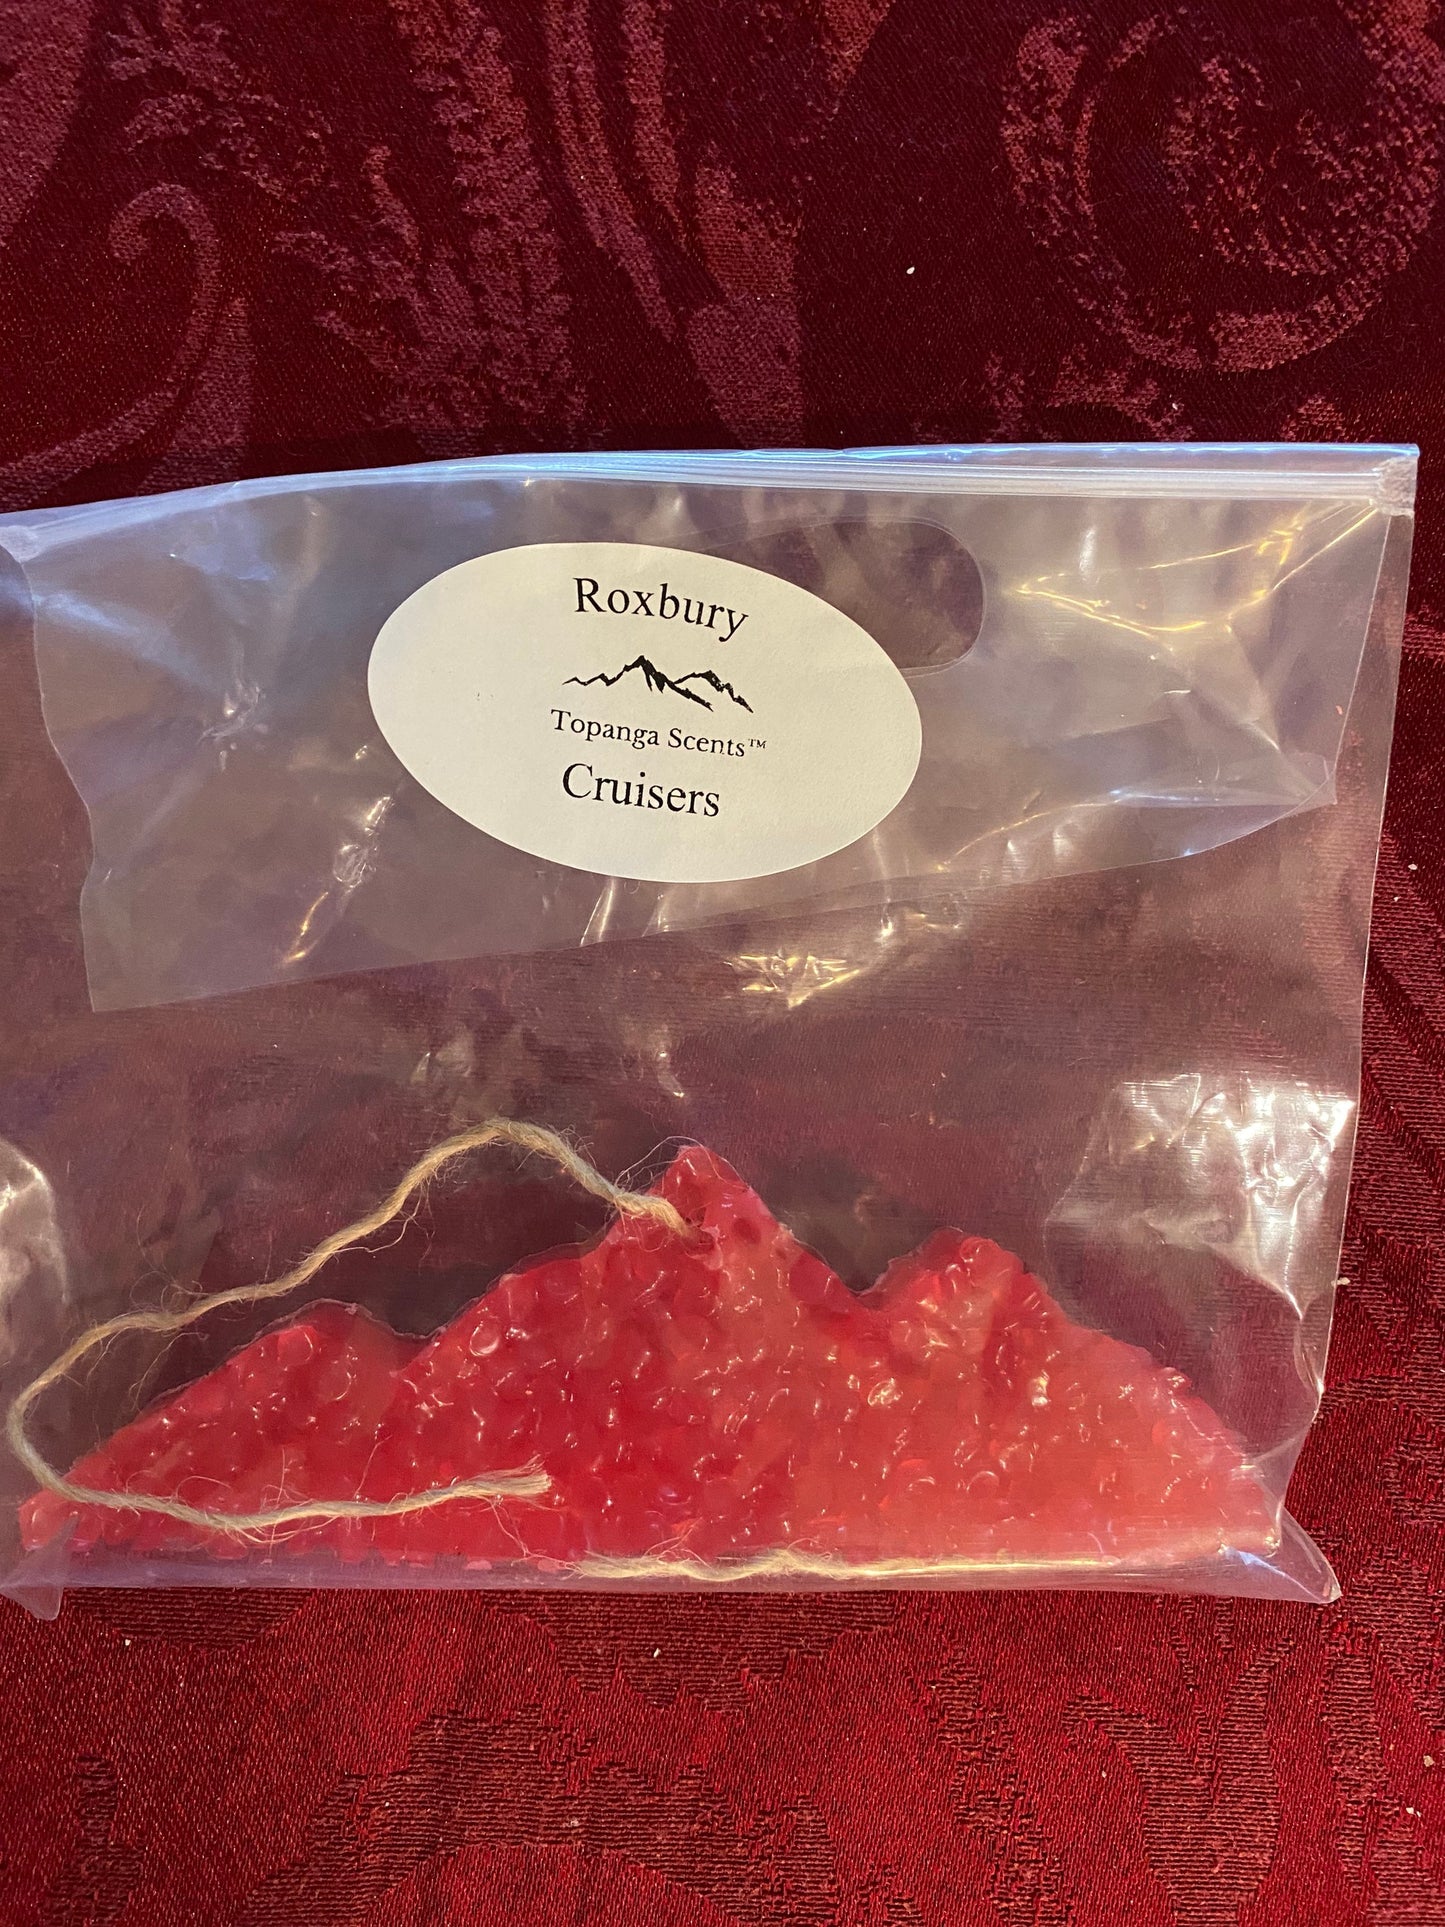 Roxbury
Topanga Scents™
Cruisers